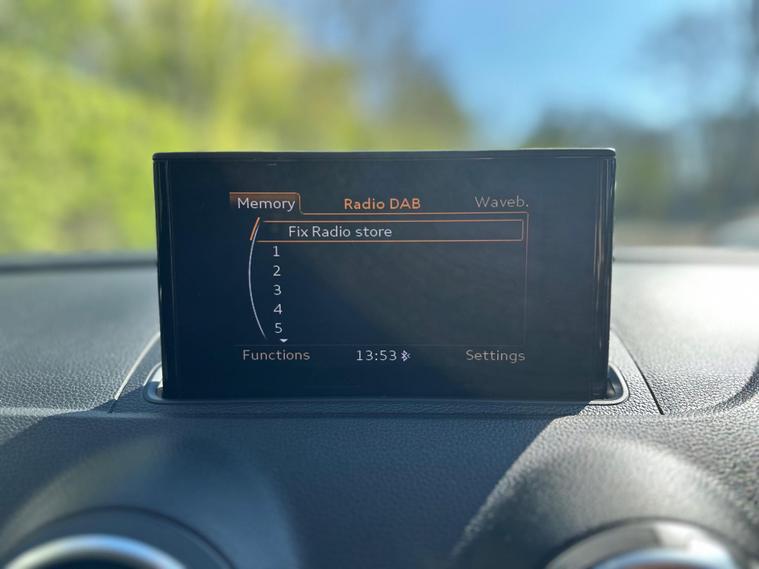 Memory Radio DAB Waveb.
Fix Radio store
1
2
3
4
5
Functions 13:53 Settings